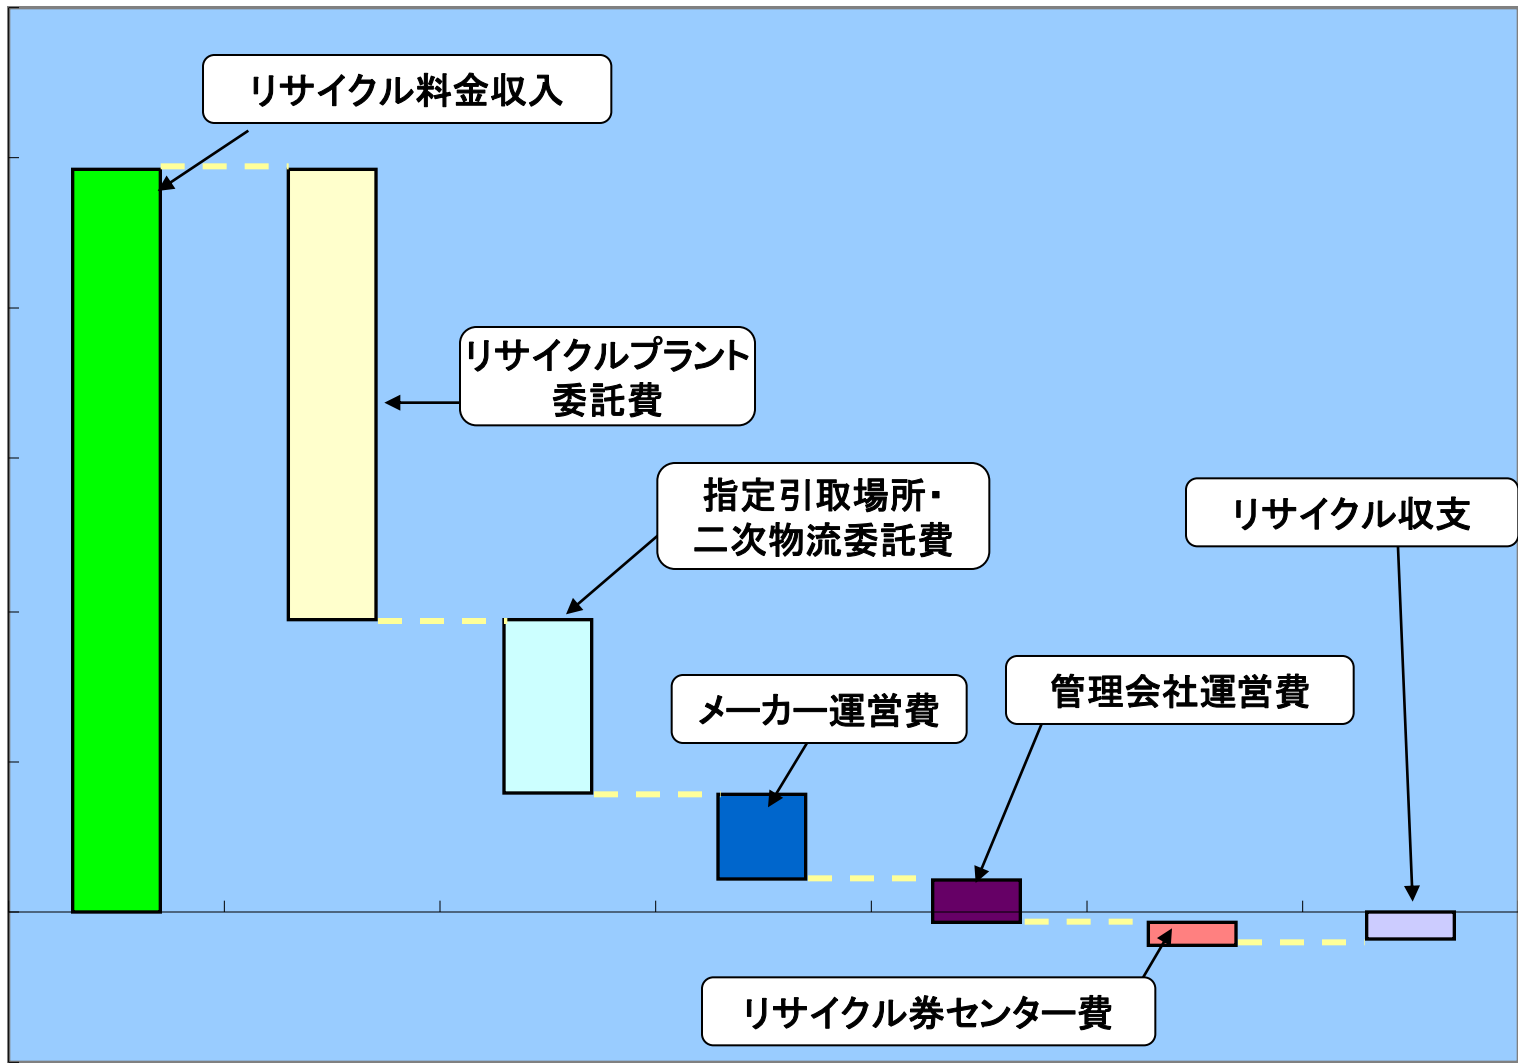 リサイクル料金収入
リサイクルプラント
委託費
指定引取場所・
二次物流委託費
リサイクル収支
メーカー運営費
管理会社運営費
リサイクル券センター費